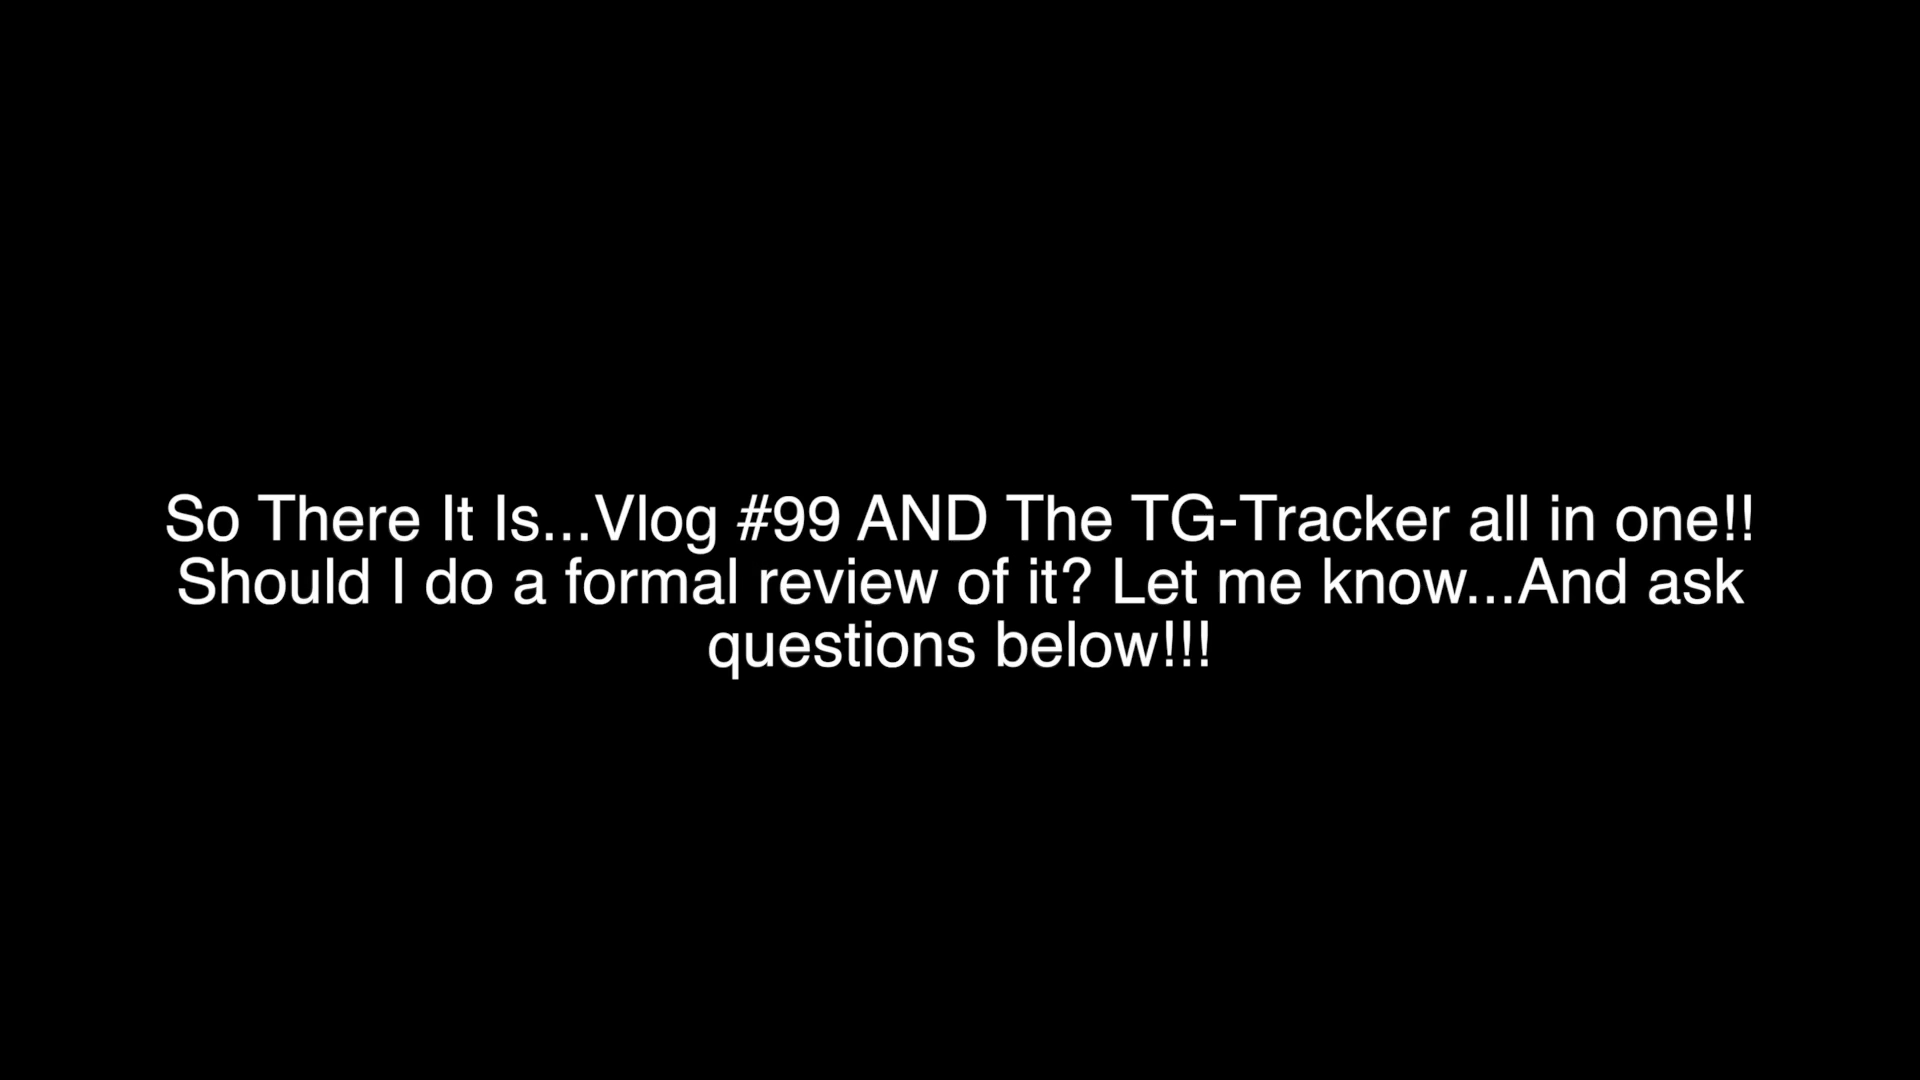 So There It Is...Vlog #99 AND The TG-Tracker all in one!!
Should I do a formal review of it? Let me know...And ask
questions below!!!